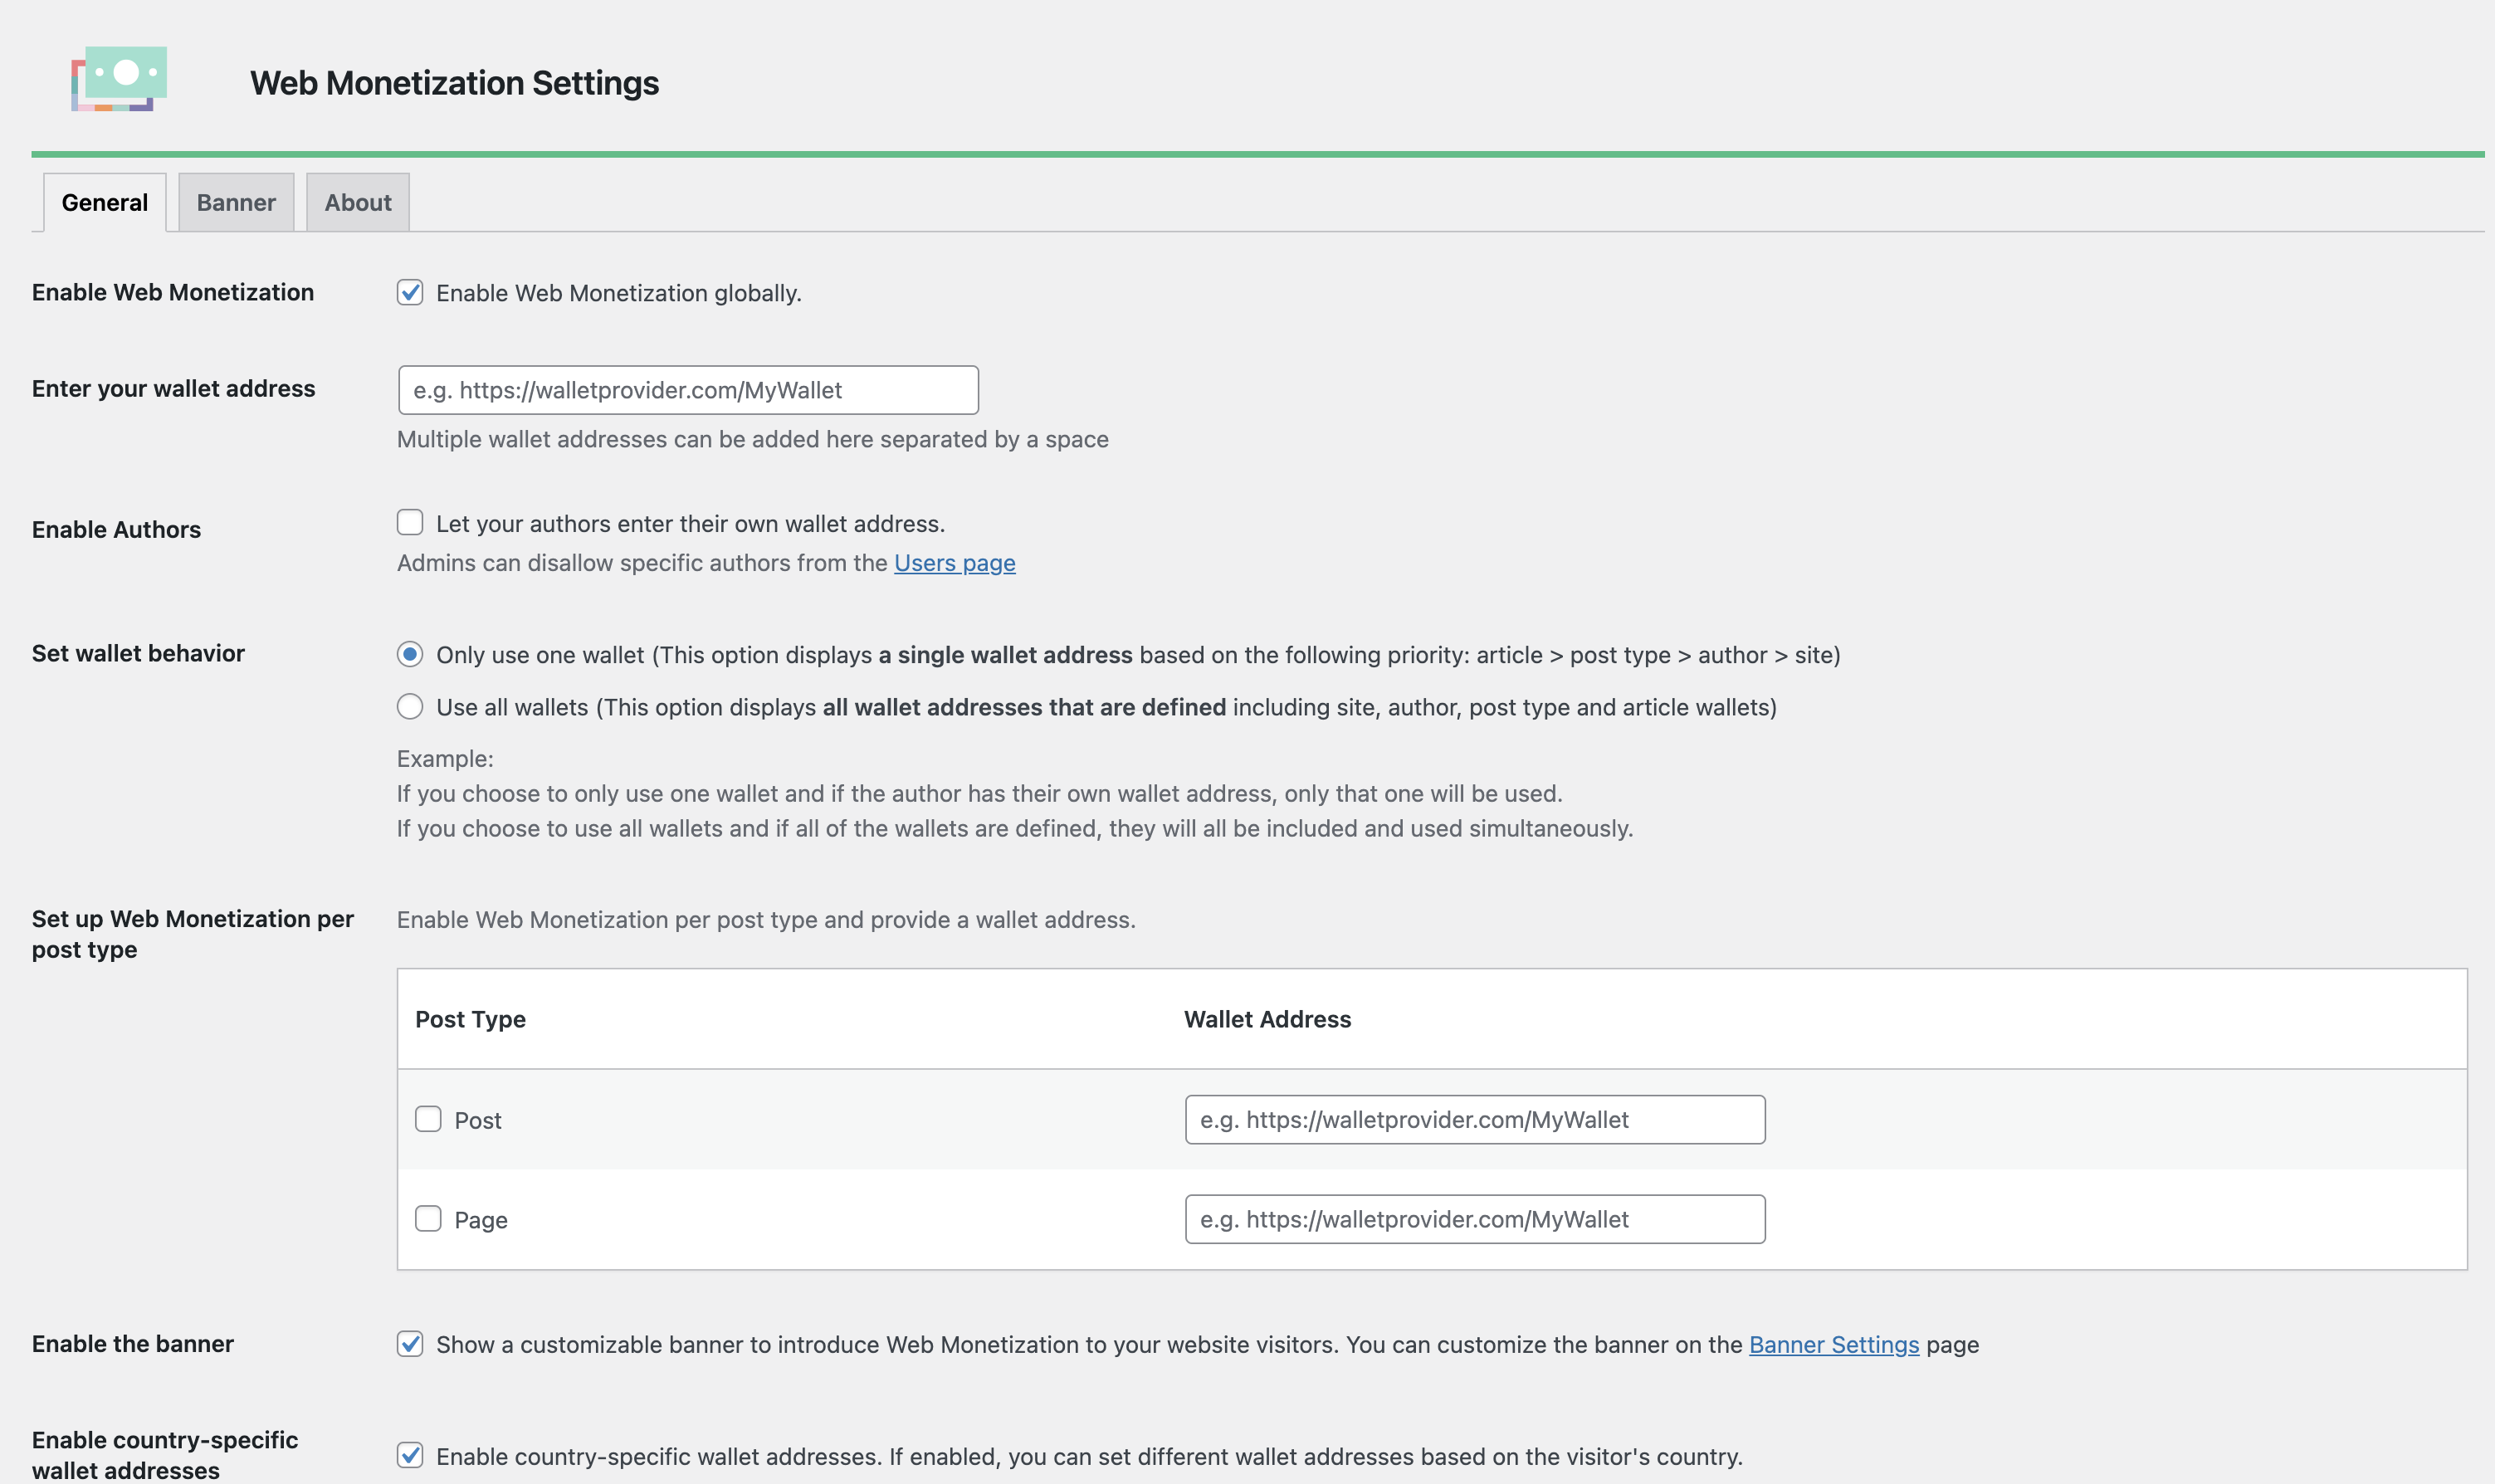 Web Monetization Settings
General
Banner
About
Enable Web Monetization
Enable Web Monetization globally.
Enter your wallet address
e.g. https://walletprovider.com/MyWallet
Multiple wallet addresses can be added here separated by a space
Enable Authors
Let your authors enter their own wallet address.
Admins can disallow specific authors from the Users page
Set wallet behavior
Only use one wallet (This option displays a single wallet address based on the following priority: article > post type > author > site)
Use all wallets (This option displays all wallet addresses that are defined including site, author, post type and article wallets)
Example:
If you choose to only use one wallet and if the author has their own wallet address, only that one will be used.
If you choose to use all wallets and if all of the wallets are defined, they will all be included and used simultaneously.
Set up Web Monetization per
post type
Enable Web Monetization per post type and provide a wallet address.
Post Type
Wallet Address
Post
e.g. https://walletprovider.com/MyWallet
Page
e.g. https://walletprovider.com/MyWallet
Enable the banner
Show a customizable banner to introduce Web Monetization to your website visitors. You can customize the banner on the Banner Settings page
Enable country-specific
wallet addresses
Enable country-specific wallet addresses. If enabled, you can set different wallet addresses based on the visitor's country.